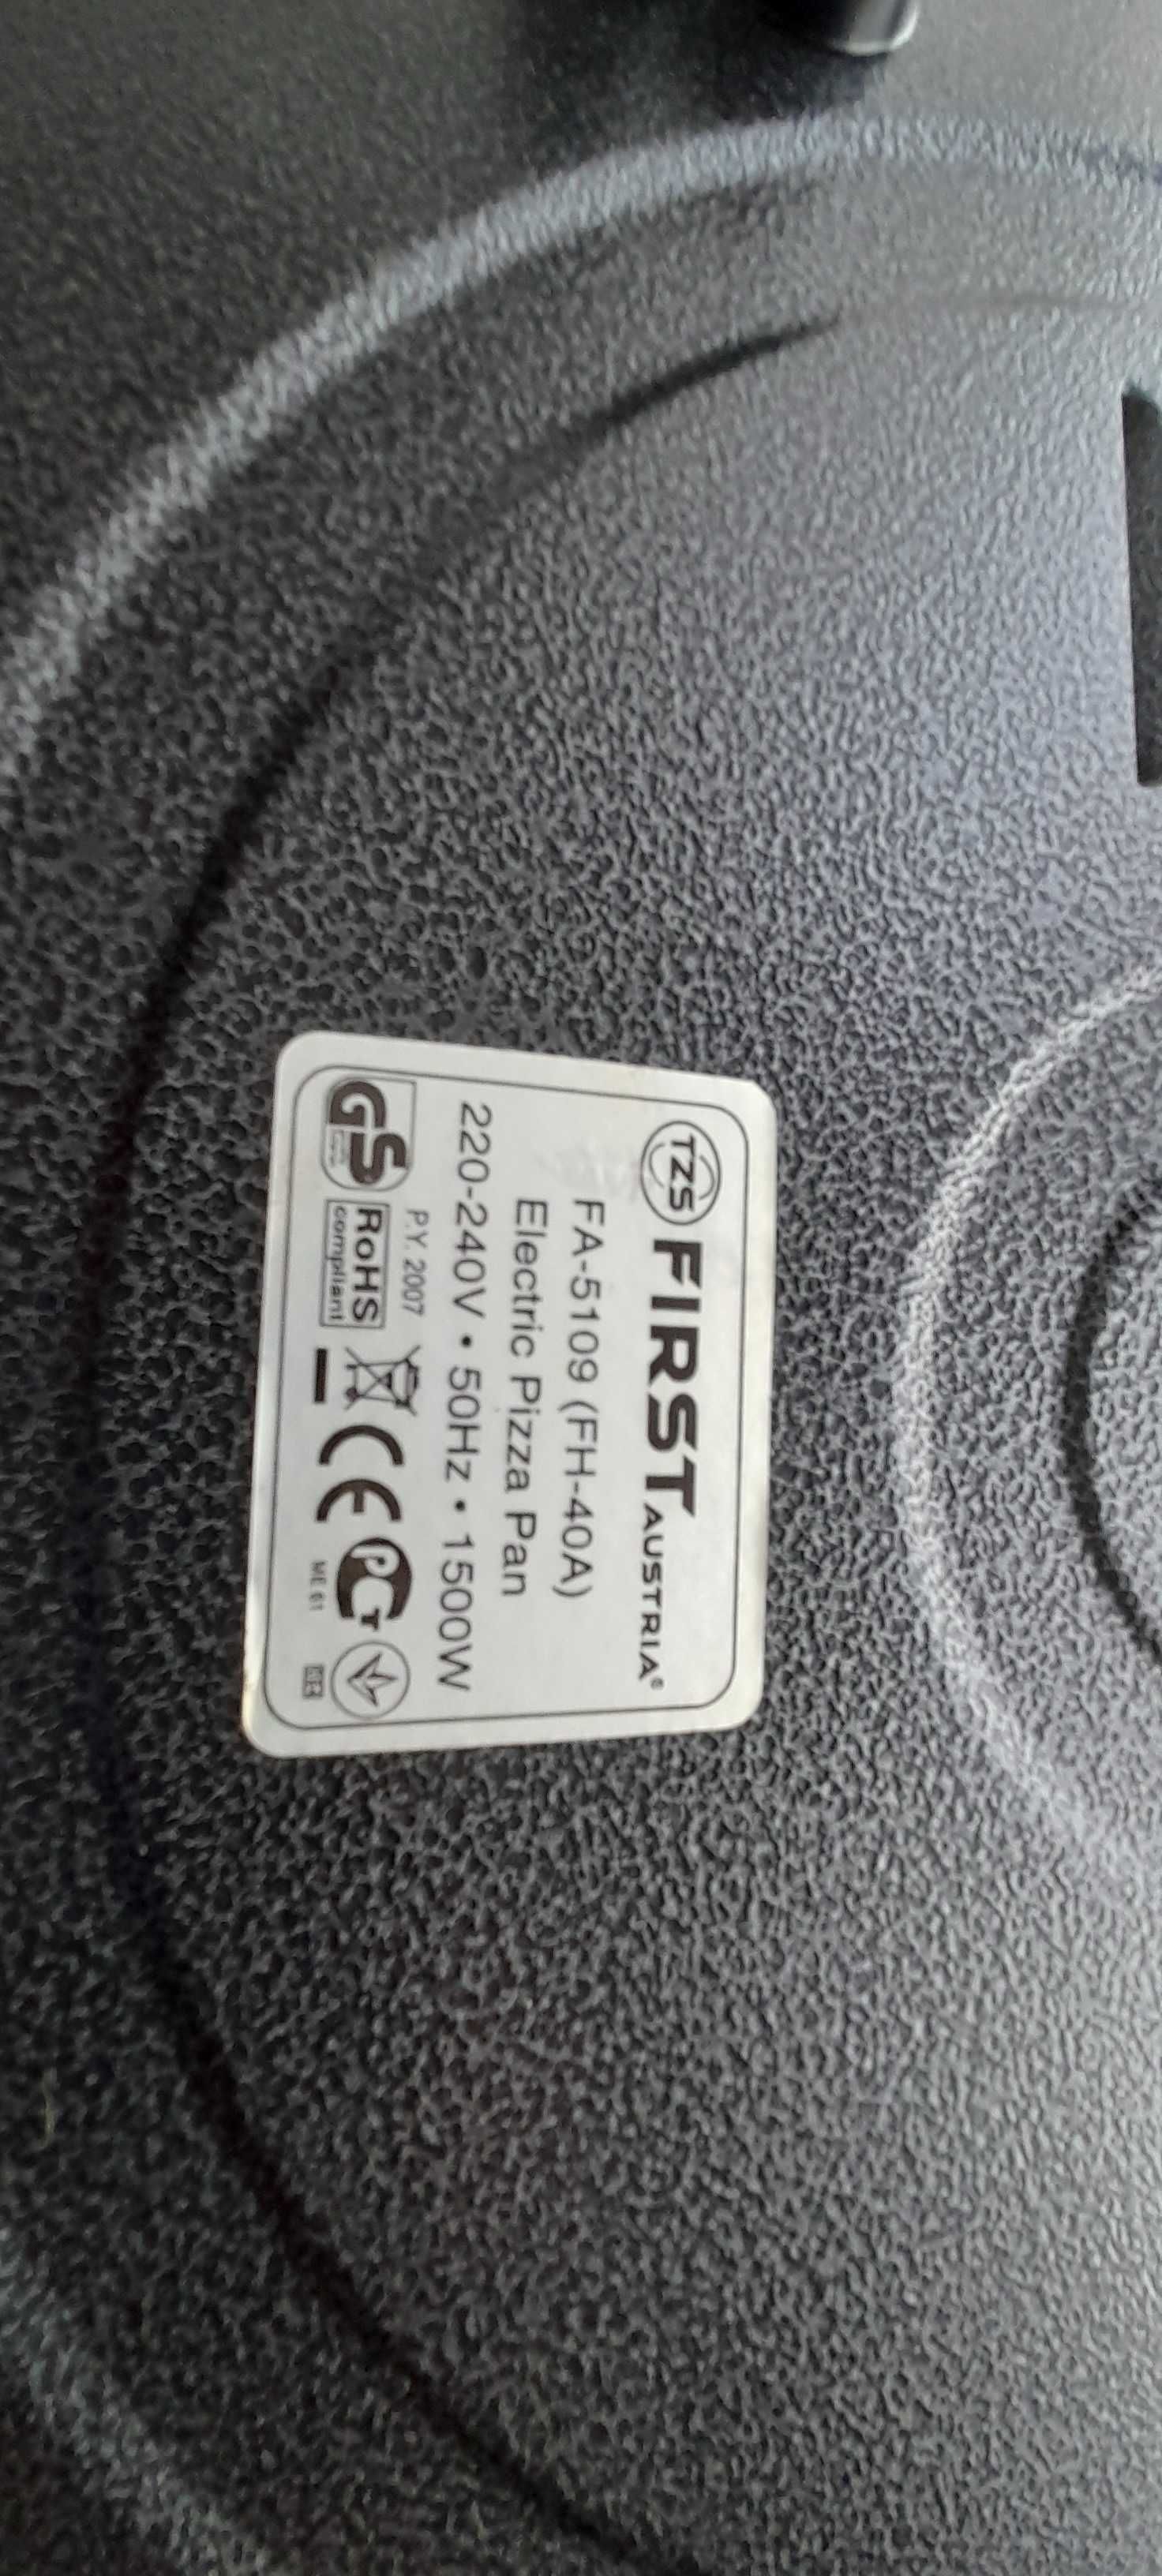 TZS FIRST AUSTRIA®
FA-5109 (FH-40A)
Electric Pizza Pan
220-240V • 50Hz • 1500W
P.Y. 2007
GS RoHS compliant CE PCT
ME 61